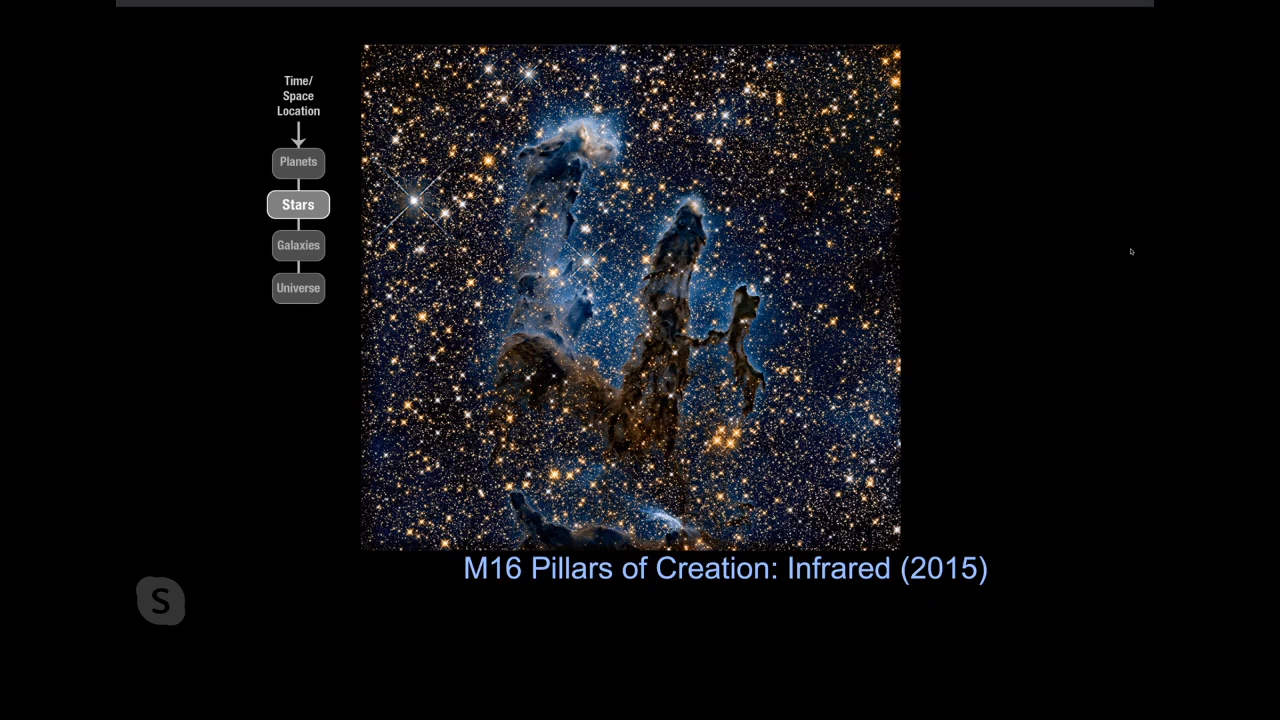 Time/
Space
Location
Planets
Stars
Galaxies
Universe
M16 Pillars of Creation: Infrared (2015)
S